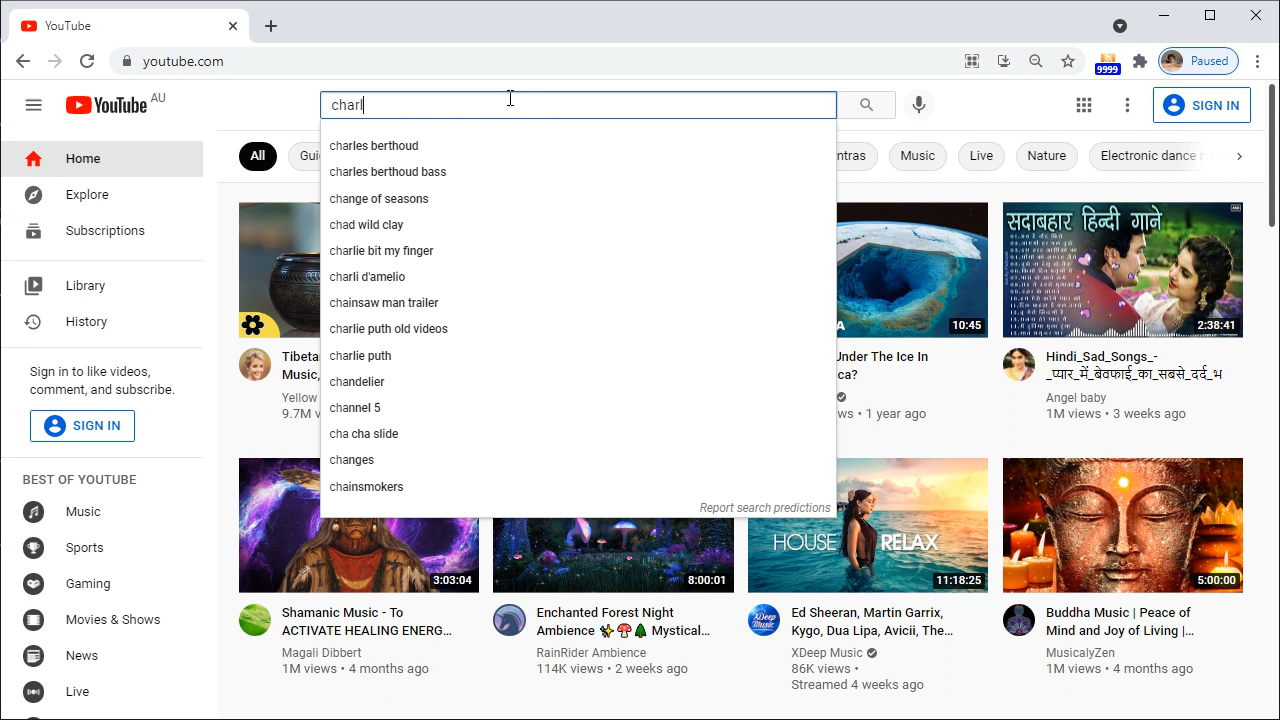 YouTube
youtube.com
9999
Paused
YouTube AU
charl
SIGN IN
charles berthoud
charles berthoud bass
change of seasons
chad wild clay
charlie bit my finger
charli d'amelio
chainsaw man trailer
charlie puth old videos
charlie puth
chandelier
channel 5
cha cha slide
changes
chainsmokers
Report search predictions
Home
Explore
Subscriptions
Library
History
Sign in to like videos,
comment, and subscribe.
SIGN IN
BEST OF YOUTUBE
Music
Sports
Gaming
Movies & Shows
News
Live
All
Music
Live
Nature
Electronic dance
Music,
Yellow
9.7M
10:45
Under The Ice In
1 year ago
सदाबहार हिन्दी गाने
2:38:41
Hindi_Sad_Songs_-
_प्यार_में_बेवफाई_का_सबसे_दर्द_भ
Angel baby
1M views • 3 weeks ago
3:03:04
Shamanic Music - To
ACTIVATE HEALING ENERG...
Magali Dibbert
1M views • 4 months ago
8:00:01
Enchanted Forest Night
Ambience ✨🍄🌲 Mystical...
RainRider Ambience
114K views • 2 weeks ago
HOUSE RELAX
11:18:25
Ed Sheeran, Martin Garrix,
Kygo, Dua Lipa, Avicii, The...
XDeep Music
86K views •
Streamed 4 weeks ago
5:00:00
Buddha Music | Peace of
Mind and Joy of Living |...
MusicalyZen
1M views • 4 months ago